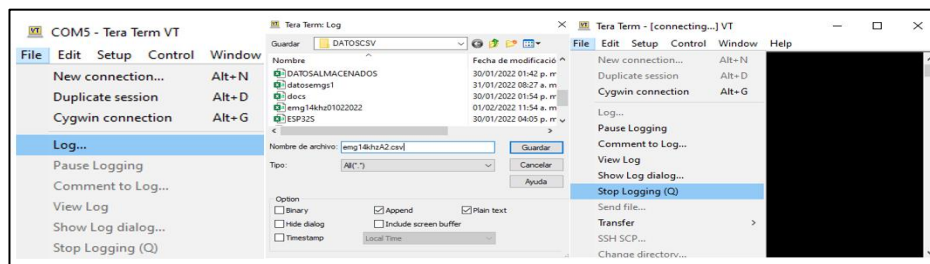 COM5 - Tera Term VT
File Edit Setup Control Window
New connection... Alt+N
Duplicate session Alt+D
Cygwin connection Alt+G
Log...
Pause Logging
Comment to Log...
View Log
Show Log dialog...
Stop Logging (Q)
Tera Term: Log
Guardar DATOSCSV
Nombre Fecha de modificació
DATOSALMACENADOS 30/01/2022 01:42 p. m
datosemgs1 31/01/2022 08:27 a. m
docs 30/01/2022 01:54 p. m
emg14khz01022022 01/02/2022 11:54 a. m
ESP32S 30/01/2022 04:05 p. m
Nombre de archivo: emg14khzA2.csv Guardar
Tipo: All(*.*) Cancelar
Ayuda
Option
Binary Append Plain text
Hide dialog Include screen buffer
Timestamp Local Time
Tera Term - [connecting...] VT
File Edit Setup Control Window Help
New connection... Alt+N
Duplicate session Alt+D
Cygwin connection Alt+G
Log...
Pause Logging
Comment to Log...
View Log
Show Log dialog...
Stop Logging (Q)
Send file...
Transfer >
SSH SCP...
Change directory...